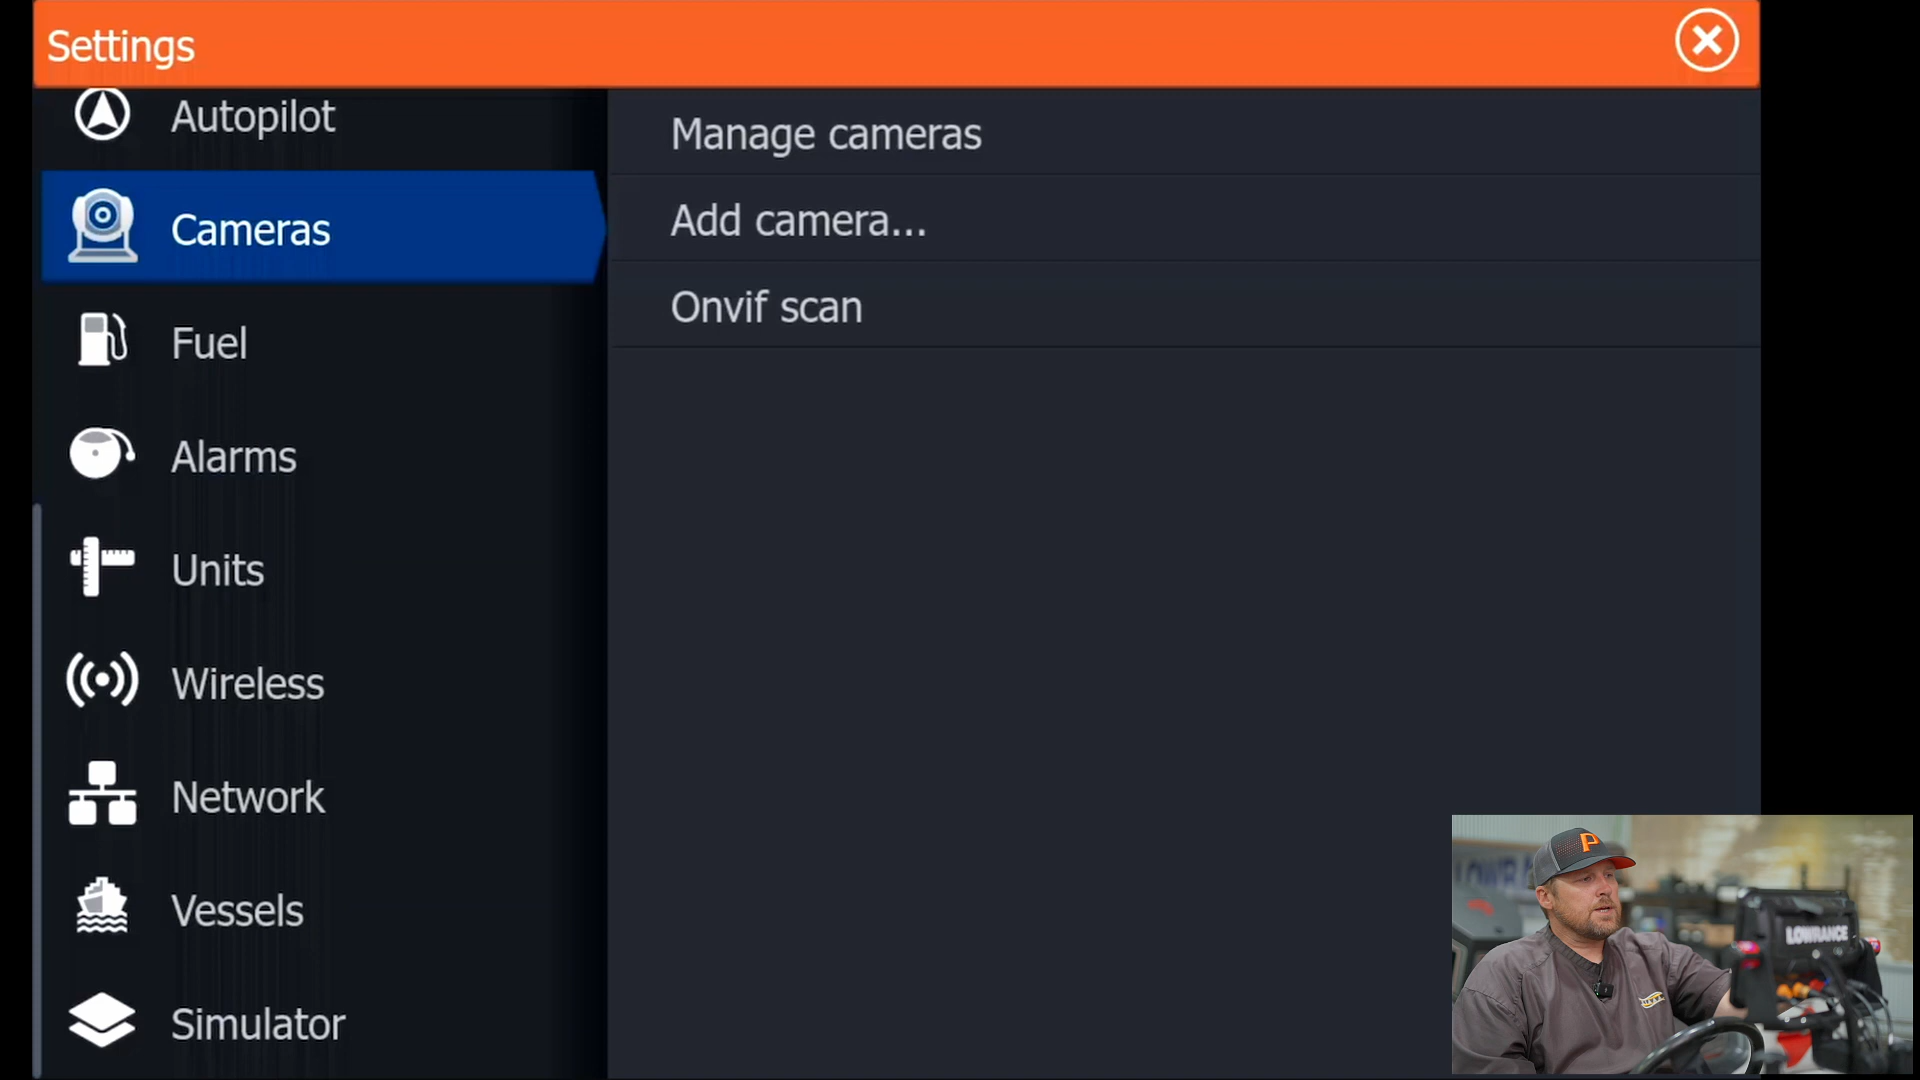 Settings
Autopilot
Cameras
Fuel
Alarms
Units
Wireless
Network
Vessels
Simulator
Manage cameras
Add camera...
Onvif scan
P
LOWRANCE